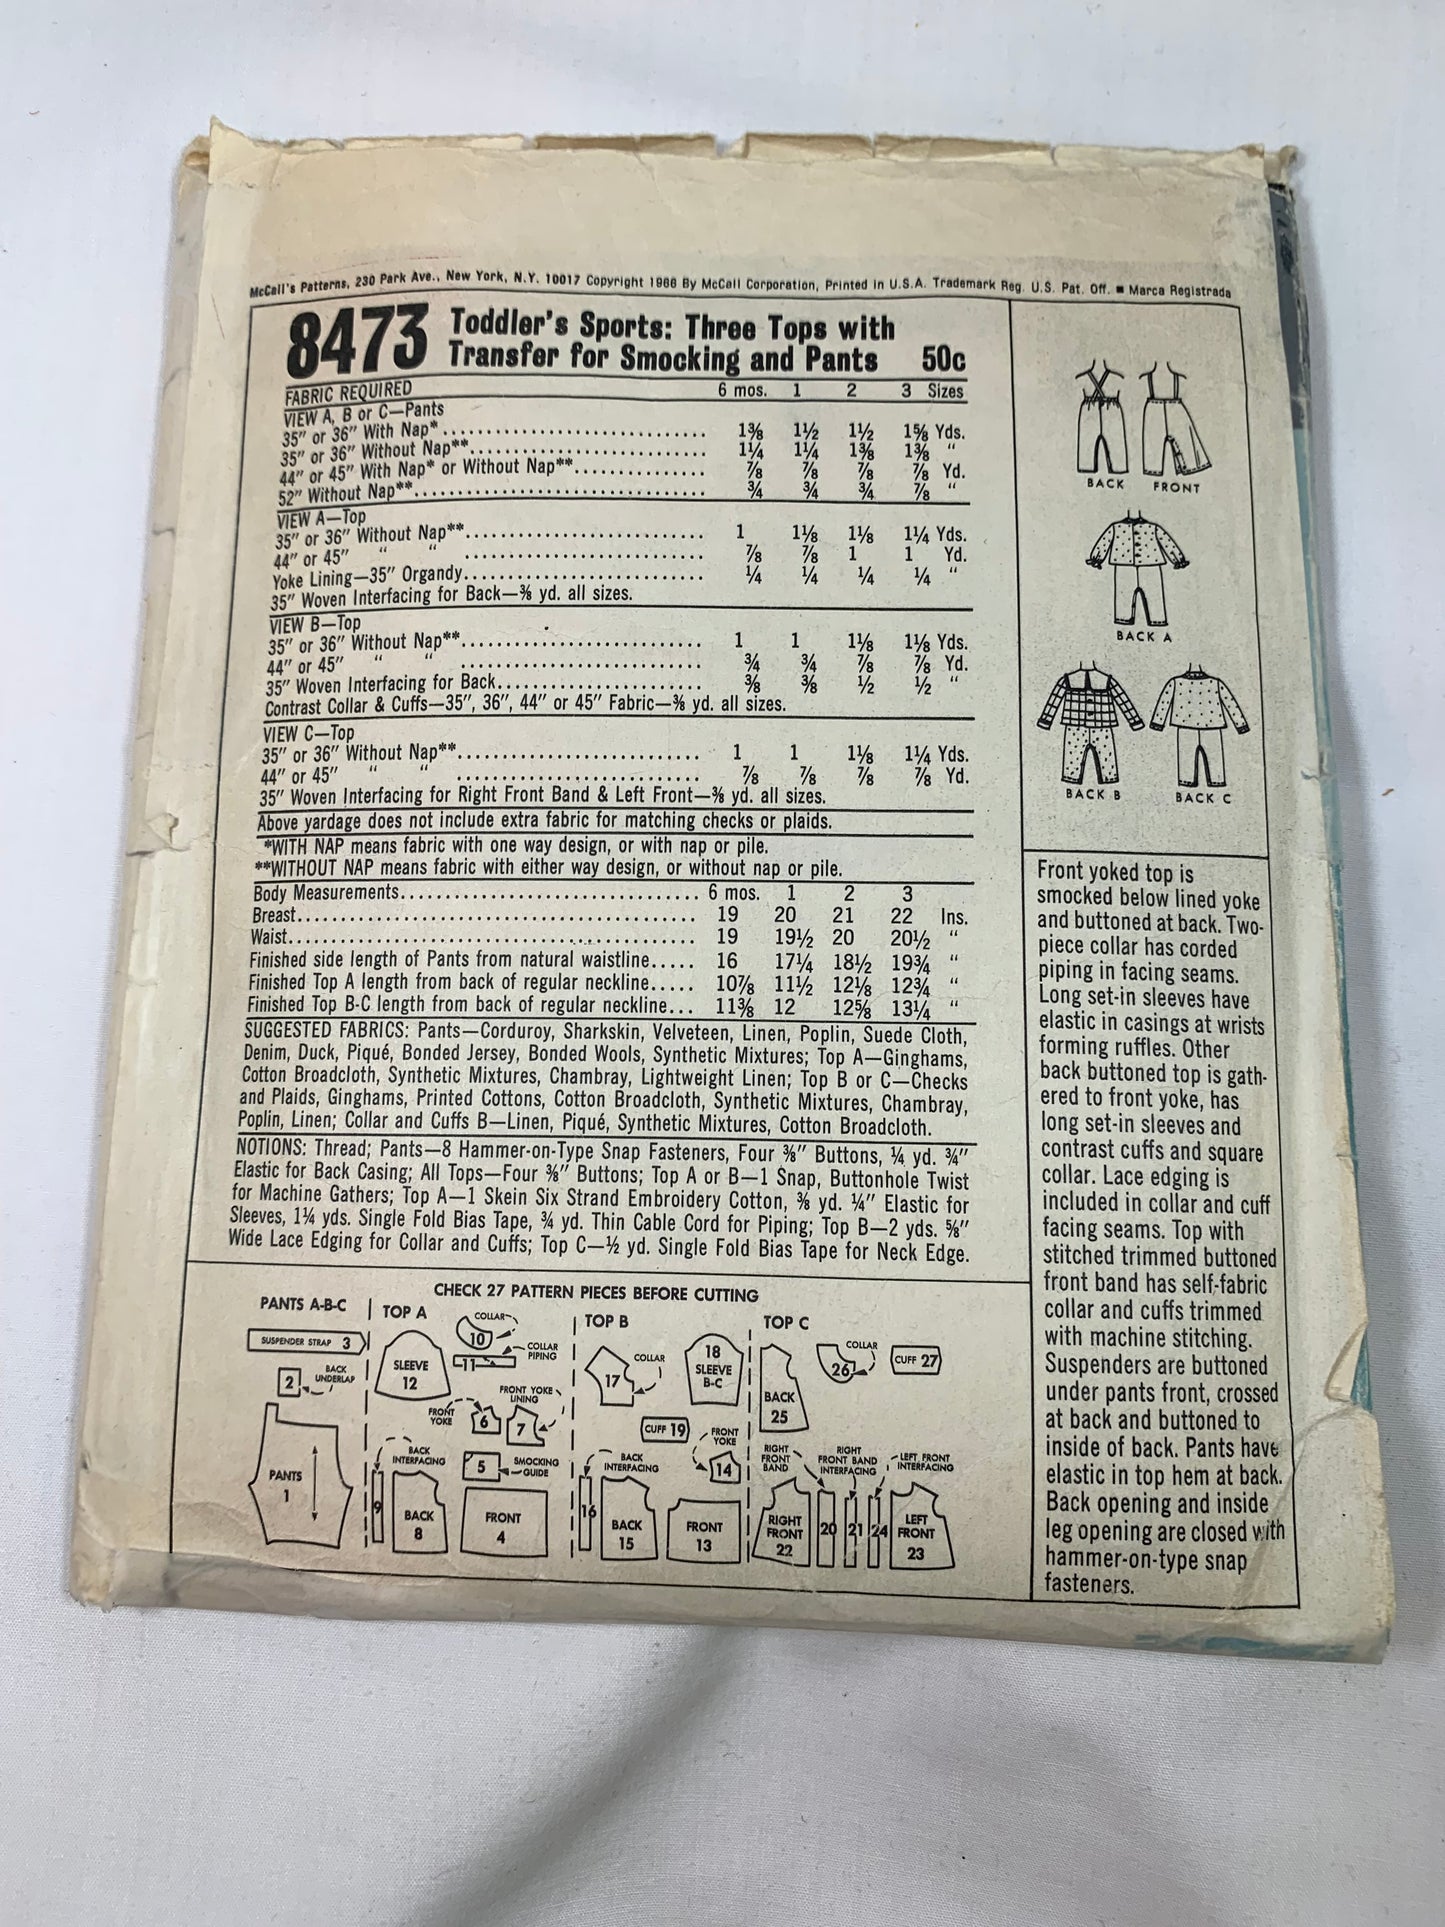 McCall's Patterns, 230 Park Ave., New York, N.Y. 10017 Copyright 1966 By McCall Corporation, Printed in U.S.A. Trademark Reg. U.S. Pat. Off. ■ Marca Registrada
8473 Toddler's Sports: Three Tops with
Transfer for Smocking and Pants 50c
FABRIC REQUIRED 6 mos. 1 2 3 Sizes
VIEW A, B or C—Pants
35" or 36" With Nap* 1⅜ 1½ 1½ 1⅝ Yds.
35" or 36" Without Nap** 1¼ 1¼ 1⅜ 1⅜ "
44" or 45" With Nap* or Without Nap** ⅞ ⅞ ⅞ ⅞ Yd.
52" Without Nap** ¾ ¾ ¾ ⅞ "
VIEW A—Top
35" or 36" Without Nap** 1 1⅛ 1⅛ 1¼ Yds.
44" or 45" " " ⅞ ⅞ 1 1 Yd.
Yoke Lining—35" Organdy ¼ ¼ ¼ ¼ "
35" Woven Interfacing for Back—⅜ yd. all sizes.
VIEW B—Top
35" or 36" Without Nap** 1 1 1⅛ 1⅛ Yds.
44" or 45" " " ¾ ¾ ⅞ ⅞ Yd.
35" Woven Interfacing for Back ⅜ ⅜ ½ ½ "
Contrast Collar & Cuffs—35", 36", 44" or 45" Fabric—⅜ yd. all sizes.
VIEW C—Top
35" or 36" Without Nap** 1 1 1⅛ 1¼ Yds.
44" or 45" " " ⅞ ⅞ ⅞ ⅞ Yd.
35" Woven Interfacing for Right Front Band & Left Front—⅜ yd. all sizes.
Above yardage does not include extra fabric for matching checks or plaids.
*WITH NAP means fabric with one way design, or with nap or pile.
**WITHOUT NAP means fabric with either way design, or without nap or pile.
Body Measurements 6 mos. 1 2 3
Breast 19 20 21 22 Ins.
Waist 19 19½ 20 20½ "
Finished side length of Pants from natural waistline 16 17¼ 18½ 19¾ "
Finished Top A length from back of regular neckline 10⅞ 11½ 12⅛ 12¾ "
Finished Top B-C length from back of regular neckline 11⅜ 12 12⅝ 13¼ "
SUGGESTED FABRICS: Pants—Corduroy, Sharkskin, Velveteen, Linen, Poplin, Suede Cloth,
Denim, Duck, Piqué, Bonded Jersey, Bonded Wools, Synthetic Mixtures; Top A—Ginghams,
Cotton Broadcloth, Synthetic Mixtures, Chambray, Lightweight Linen; Top B or C—Checks
and Plaids, Ginghams, Printed Cottons, Cotton Broadcloth, Synthetic Mixtures, Chambray,
Poplin, Linen; Collar and Cuffs B—Linen, Piqué, Synthetic Mixtures, Cotton Broadcloth.
NOTIONS: Thread; Pants—8 Hammer-on-Type Snap Fasteners, Four ⅜" Buttons, ¼ yd. ¾"
Elastic for Back Casing; All Tops—Four ⅜" Buttons; Top A or B—1 Snap, Buttonhole Twist
for Machine Gathers; Top A—1 Skein Six Strand Embroidery Cotton, ⅜ yd. ¼" Elastic for
Sleeves, 1¼ yds. Single Fold Bias Tape, ¾ yd. Thin Cable Cord for Piping; Top B—2 yds. ⅝"
Wide Lace Edging for Collar and Cuffs; Top C—½ yd. Single Fold Bias Tape for Neck Edge.
BACK FRONT
BACK A
BACK B BACK C
Front yoked top is
smocked below lined yoke
and buttoned at back. Two-
piece collar has corded
piping in facing seams.
Long set-in sleeves have
elastic in casings at wrists
forming ruffles. Other
back buttoned top is gath-
ered to front yoke, has
long set-in sleeves and
contrast cuffs and square
collar. Lace edging is
included in collar and cuff
facing seams. Top with
stitched trimmed buttoned
front band has self-fabric
collar and cuffs trimmed
with machine stitching.
Suspenders are buttoned
under pants front, crossed
at back and buttoned to
inside of back. Pants have
elastic in top hem at back.
Back opening and inside
leg opening are closed with
hammer-on-type snap
fasteners.
CHECK 27 PATTERN PIECES BEFORE CUTTING
PANTS A-B-C
SUSPENDER STRAP 3
2
BACK
UNDERLAP
PANTS
1
TOP A
SLEEVE
12
COLLAR
10
11
COLLAR
PIPING
FRONT
YOKE
6
FRONT YOKE
LINING
7
BACK
INTERFACING
9
BACK
8
5
SMOCKING
GUIDE
FRONT
4
TOP B
17
COLLAR
18
SLEEVE
B-C
CUFF 19
FRONT
YOKE
14
BACK
INTERFACING
16
BACK
15
FRONT
13
TOP C
BACK
25
COLLAR
26
CUFF 27
RIGHT
FRONT
BAND
RIGHT
FRONT BAND
INTERFACING
LEFT FRONT
INTERFACING
RIGHT
FRONT
22
20
21
24
LEFT
FRONT
23